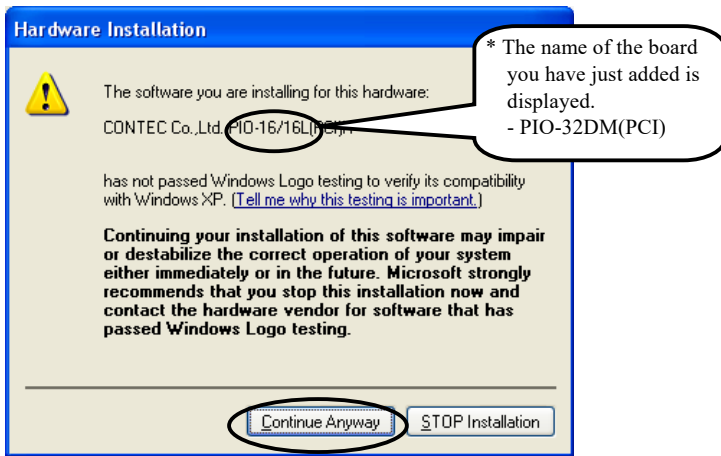 Hardware Installation
* The name of the board
you have just added is
displayed.
- PIO-32DM(PCI)
The software you are installing for this hardware:
CONTEC Co.,Ltd. PIO-16/16L(PCI)H
has not passed Windows Logo testing to verify its compatibility
with Windows XP. (Tell me why this testing is important.)
Continuing your installation of this software may impair
or destabilize the correct operation of your system
either immediately or in the future. Microsoft strongly
recommends that you stop this installation now and
contact the hardware vendor for software that has
passed Windows Logo testing.
Continue Anyway
STOP Installation